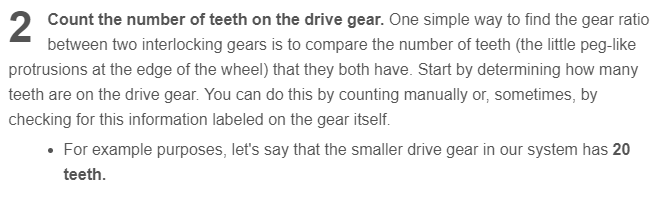 2 Count the number of teeth on the drive gear. One simple way to find the gear ratio
between two interlocking gears is to compare the number of teeth (the little peg-like
protrusions at the edge of the wheel) that they both have. Start by determining how many
teeth are on the drive gear. You can do this by counting manually or, sometimes, by
checking for this information labeled on the gear itself.
• For example purposes, let's say that the smaller drive gear in our system has 20
teeth.